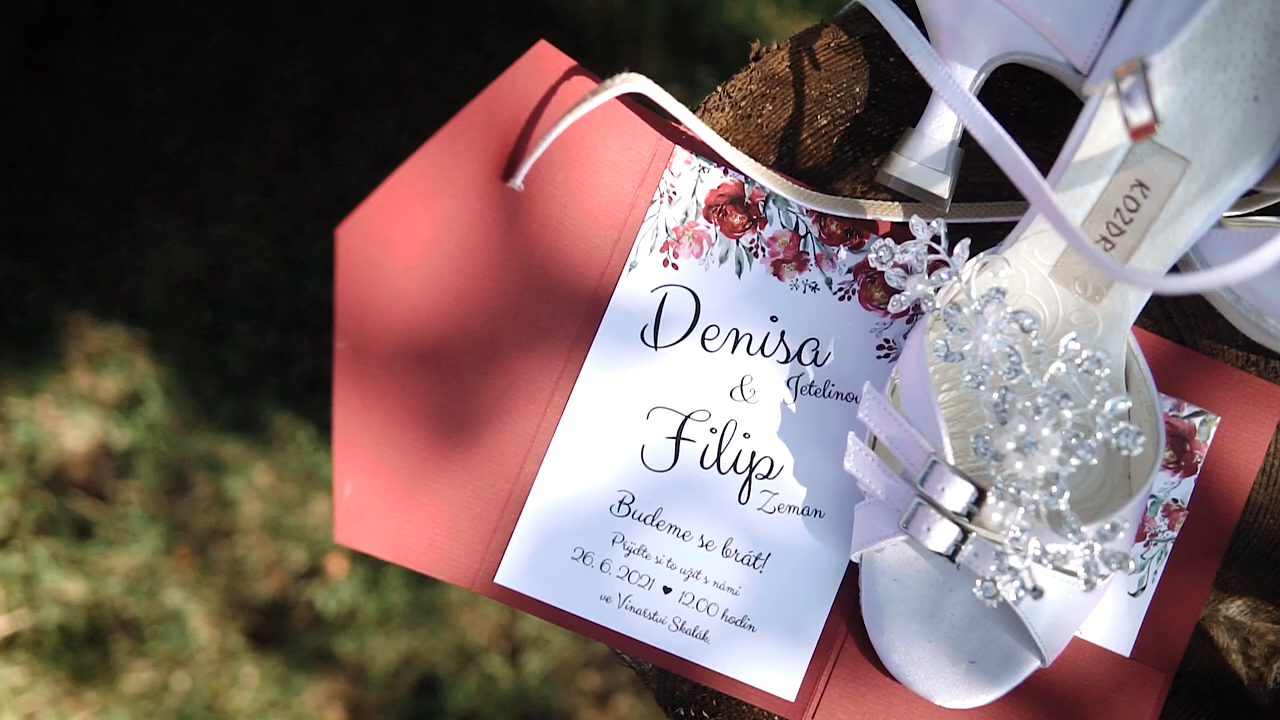 Denisa
& Jetelinov
Filip
Zeman
Budeme se brát!
Přijďte si to užít s námi
26. 6. 2021 ♥ 12:00 hodin
ve Vinařství Skalák.
KOZDR